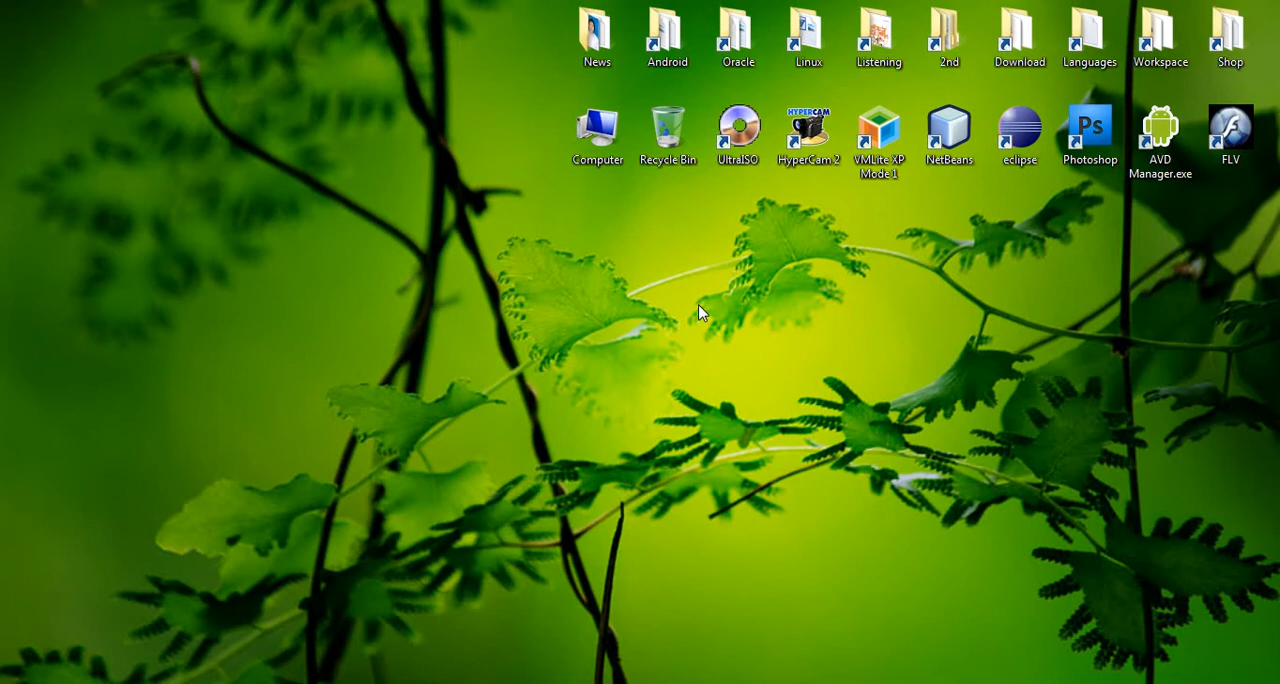 News
Android
Oracle
Linux
Listening
2nd
Download
Languages
Workspace
Shop
HYPERCAM
Ps
Computer
Recycle Bin
UltraISO
HyperCam 2
VMLite XP
Mode 1
NetBeans
eclipse
Photoshop
AVD
Manager.exe
FLV